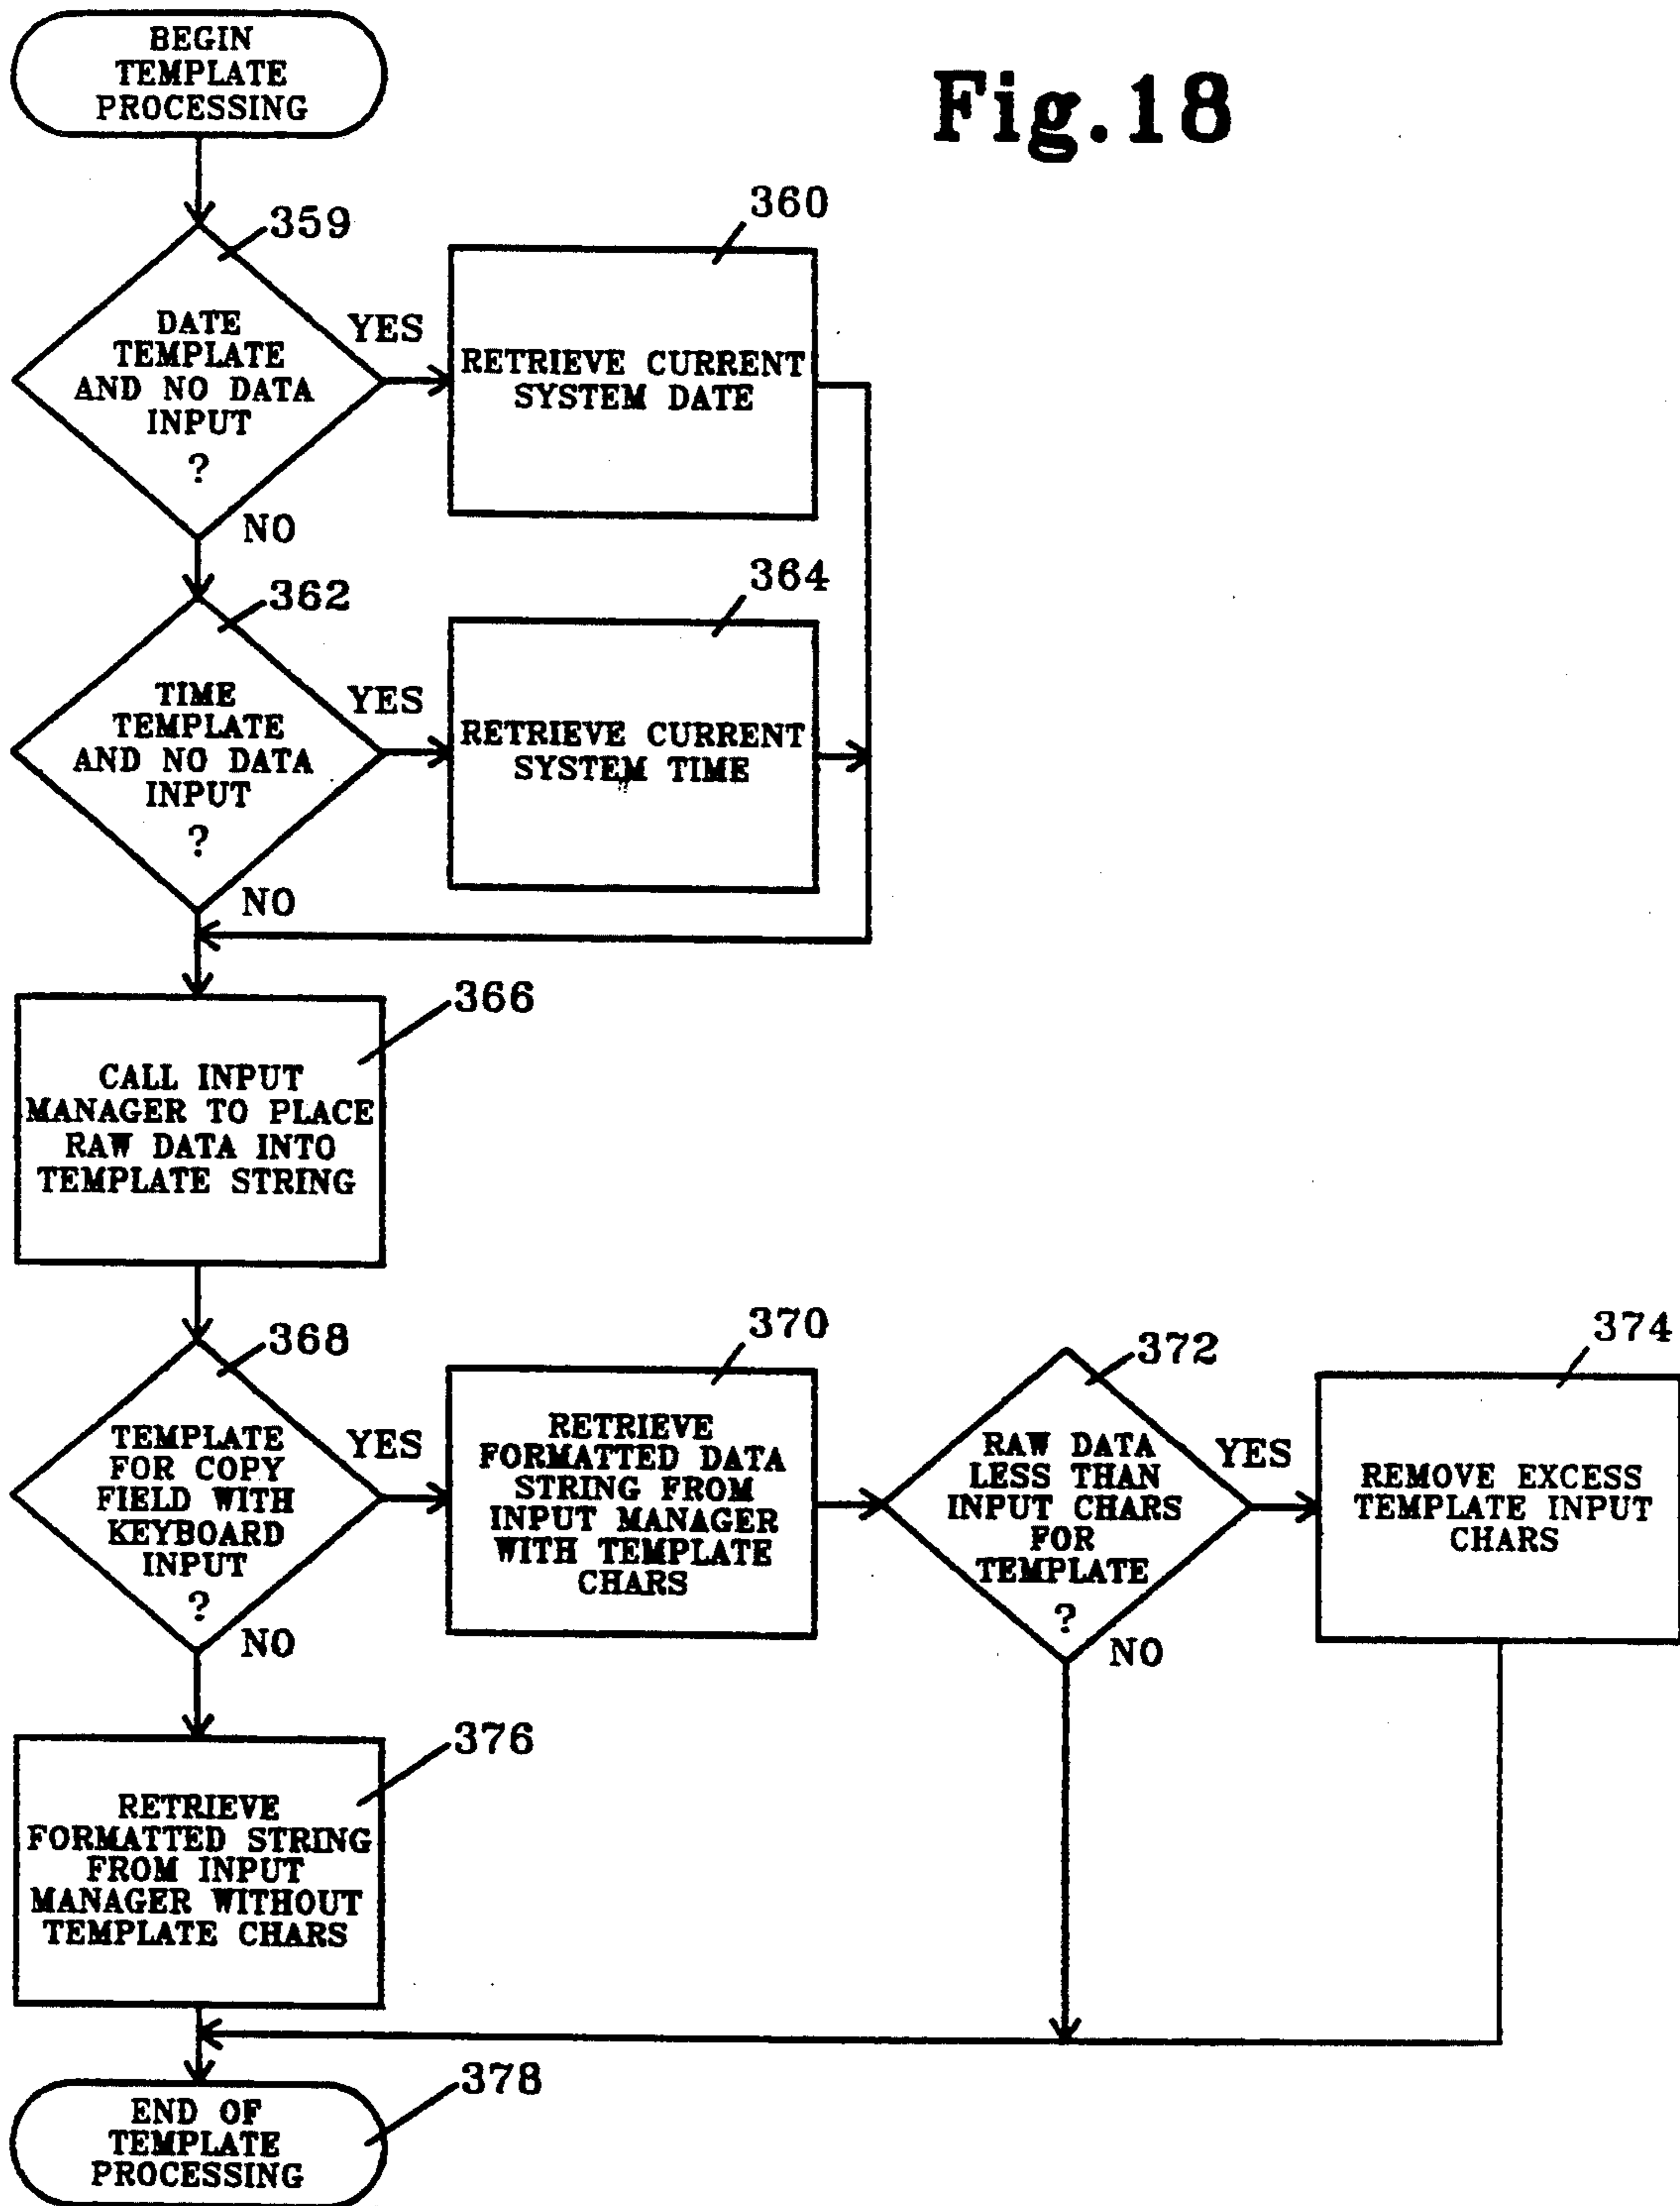 Fig.18
BEGIN
TEMPLATE
PROCESSING
359
DATE
TEMPLATE
AND NO DATA
INPUT
?
YES
NO
360
RETRIEVE CURRENT
SYSTEM DATE
362
TIME
TEMPLATE
AND NO DATA
INPUT
?
YES
NO
364
RETRIEVE CURRENT
SYSTEM TIME
366
CALL INPUT
MANAGER TO PLACE
RAW DATA INTO
TEMPLATE STRING
368
TEMPLATE
FOR COPY
FIELD WITH
KEYBOARD
INPUT
?
YES
NO
370
RETRIEVE
FORMATTED DATA
STRING FROM
INPUT MANAGER
WITH TEMPLATE
CHARS
372
RAW DATA
LESS THAN
INPUT CHARS
FOR
TEMPLATE
?
YES
NO
374
REMOVE EXCESS
TEMPLATE INPUT
CHARS
376
RETRIEVE
FORMATTED STRING
FROM INPUT
MANAGER WITHOUT
TEMPLATE CHARS
378
END OF
TEMPLATE
PROCESSING